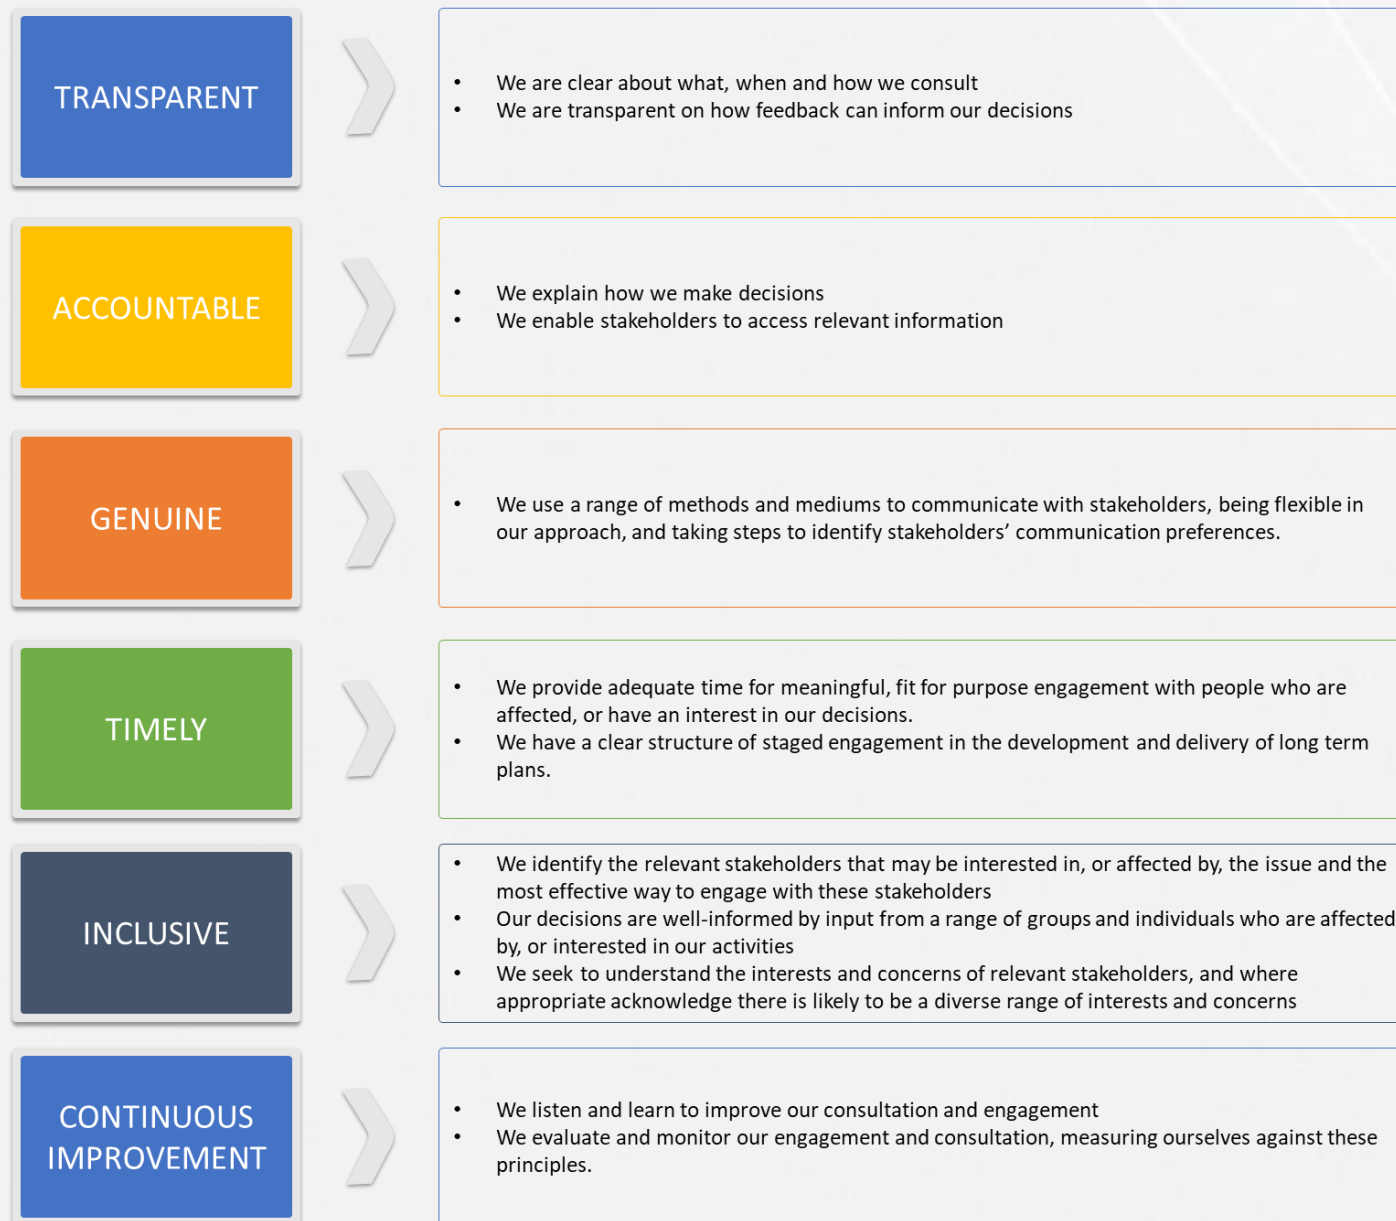 TRANSPARENT
• We are clear about what, when and how we consult
• We are transparent on how feedback can inform our decisions
ACCOUNTABLE
• We explain how we make decisions
• We enable stakeholders to access relevant information
GENUINE
• We use a range of methods and mediums to communicate with stakeholders, being flexible in
our approach, and taking steps to identify stakeholders’ communication preferences.
TIMELY
• We provide adequate time for meaningful, fit for purpose engagement with people who are
affected, or have an interest in our decisions.
• We have a clear structure of staged engagement in the development and delivery of long term
plans.
INCLUSIVE
• We identify the relevant stakeholders that may be interested in, or affected by, the issue and the
most effective way to engage with these stakeholders
• Our decisions are well-informed by input from a range of groups and individuals who are affected
by, or interested in our activities
• We seek to understand the interests and concerns of relevant stakeholders, and where
appropriate acknowledge there is likely to be a diverse range of interests and concerns
CONTINUOUS
IMPROVEMENT
• We listen and learn to improve our consultation and engagement
• We evaluate and monitor our engagement and consultation, measuring ourselves against these
principles.